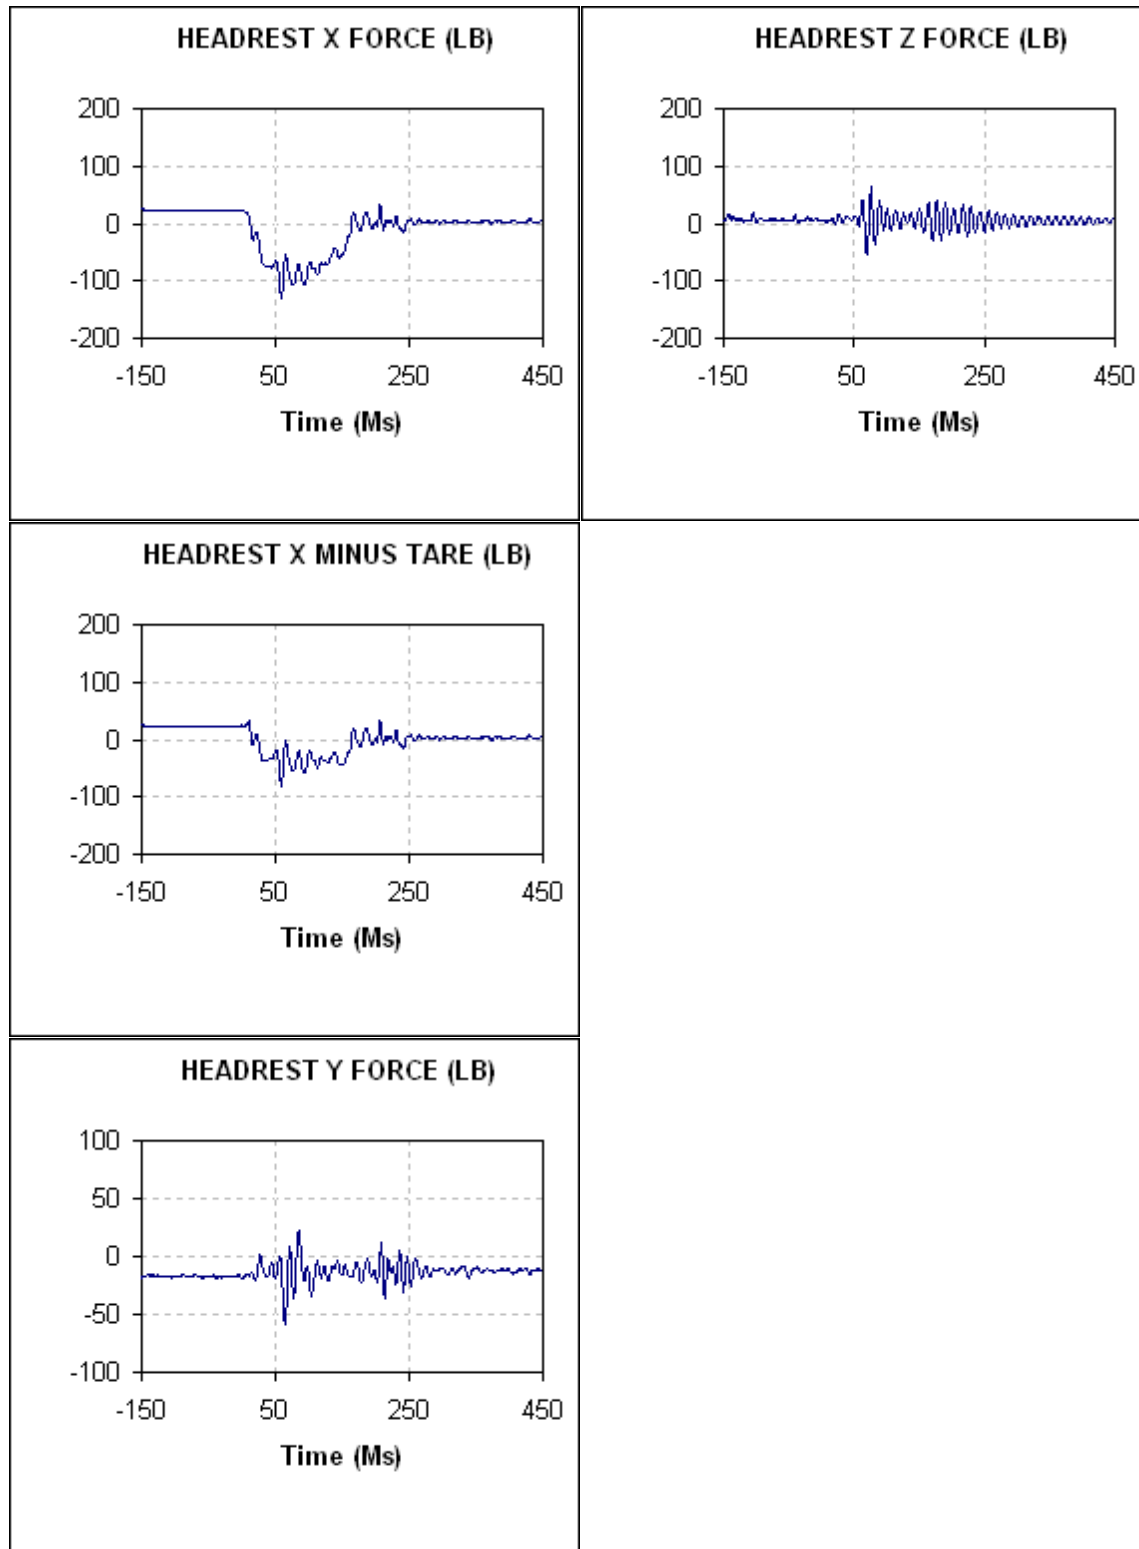 HEADREST X FORCE (LB)
200
100
0
-100
-200
-150 50 250 450
Time (Ms)
HEADREST Z FORCE (LB)
200
100
0
-100
-200
-150 50 250 450
Time (Ms)
HEADREST X MINUS TARE (LB)
200
100
0
-100
-200
-150 50 250 450
Time (Ms)
HEADREST Y FORCE (LB)
100
50
0
-50
-100
-150 50 250 450
Time (Ms)